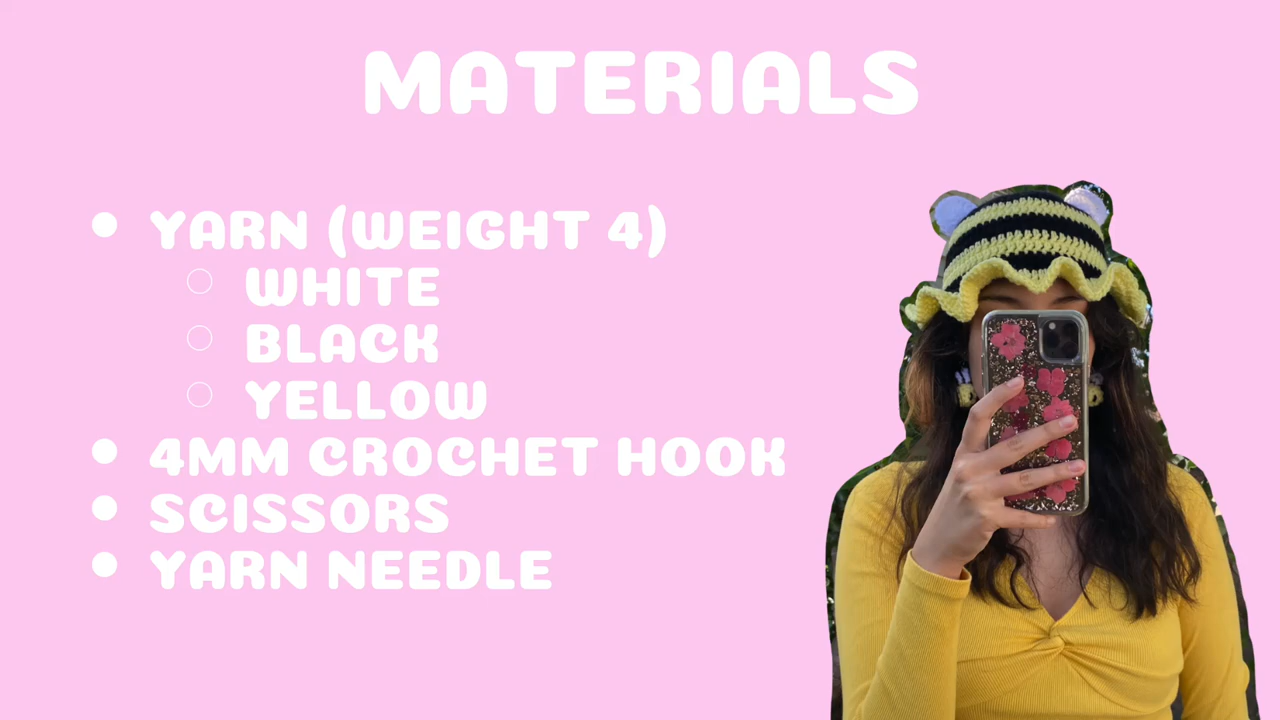 MATERIALS
• YARN (WEIGHT 4)
○ WHITE
○ BLACK
○ YELLOW
• 4MM CROCHET HOOK
• SCISSORS
• YARN NEEDLE